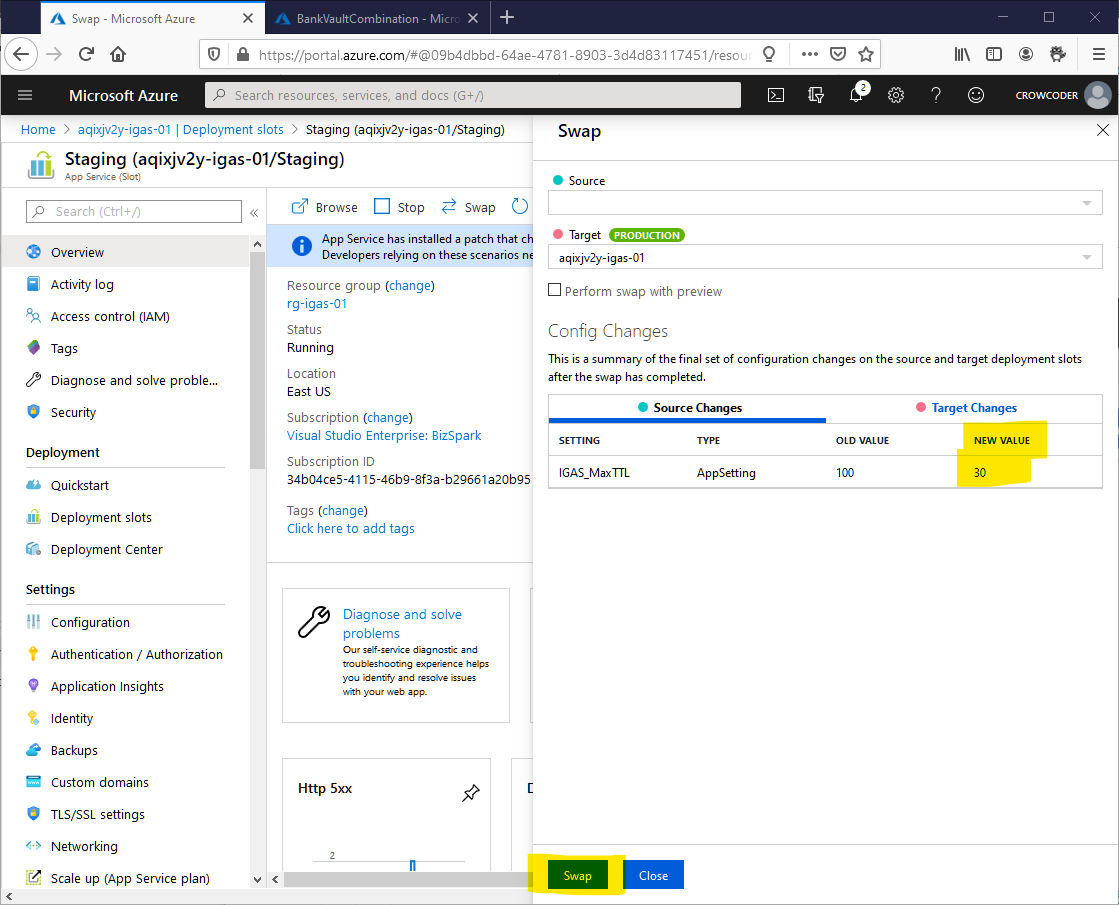 Swap - Microsoft Azure
BankVaultCombination - Micro
https://portal.azure.com/#@09b4dbbd-64ae-4781-8903-3d4d83117451/resou
Microsoft Azure
Search resources, services, and docs (G+/)
2
CROWCODER
Home > aqixjv2y-igas-01 | Deployment slots > Staging (aqixjv2y-igas-01/Staging)
Staging (aqixjv2y-igas-01/Staging)
App Service (Slot)
Search (Ctrl+/)
«
Overview
Activity log
Access control (IAM)
Tags
Diagnose and solve proble...
Security
Deployment
Quickstart
Deployment slots
Deployment Center
Settings
Configuration
Authentication / Authorization
Application Insights
Identity
Backups
Custom domains
TLS/SSL settings
Networking
Scale up (App Service plan)
Browse
Stop
Swap
App Service has installed a patch that ch
Developers relying on these scenarios ne
Resource group (change)
rg-igas-01
Status
Running
Location
East US
Subscription (change)
Visual Studio Enterprise: BizSpark
Subscription ID
34b04ce5-4115-46b9-8f3a-b29661a20b95
Tags (change)
Click here to add tags
Diagnose and solve
problems
Our self-service diagnostic and
troubleshooting experience helps
you identify and resolve issues
with your web app.
Http 5xx
2
D
Swap
Source
Target PRODUCTION
aqixjv2y-igas-01
Perform swap with preview
Config Changes
This is a summary of the final set of configuration changes on the source and target deployment slots
after the swap has completed.
Source Changes
Target Changes
SETTING TYPE OLD VALUE NEW VALUE
IGAS_MaxTTL AppSetting 100 30
Swap
Close